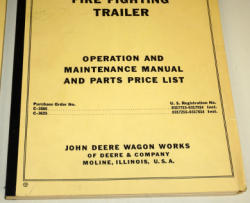 FIRE FIGHTING
TRAILER
OPERATION AND
MAINTENANCE MANUAL
AND PARTS PRICE LIST
Purchase Order No.
U. S. Registration No.
JOHN DEERE WAGON WORKS
OF DEERE & COMPANY
MOLINE, ILLINOIS, U. S. A.